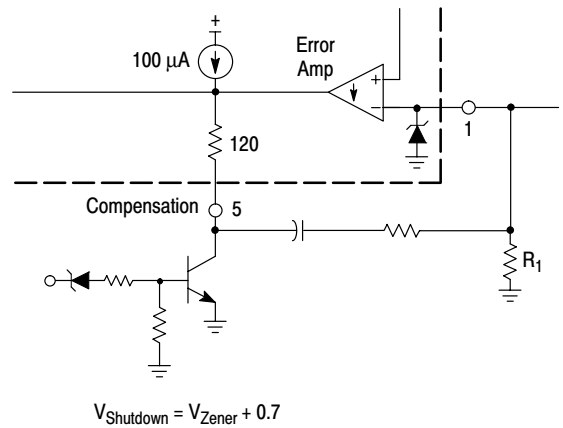 +
100 μA
Error
Amp
+
−
1
120
Compensation
5
R1
VShutdown = VZener + 0.7